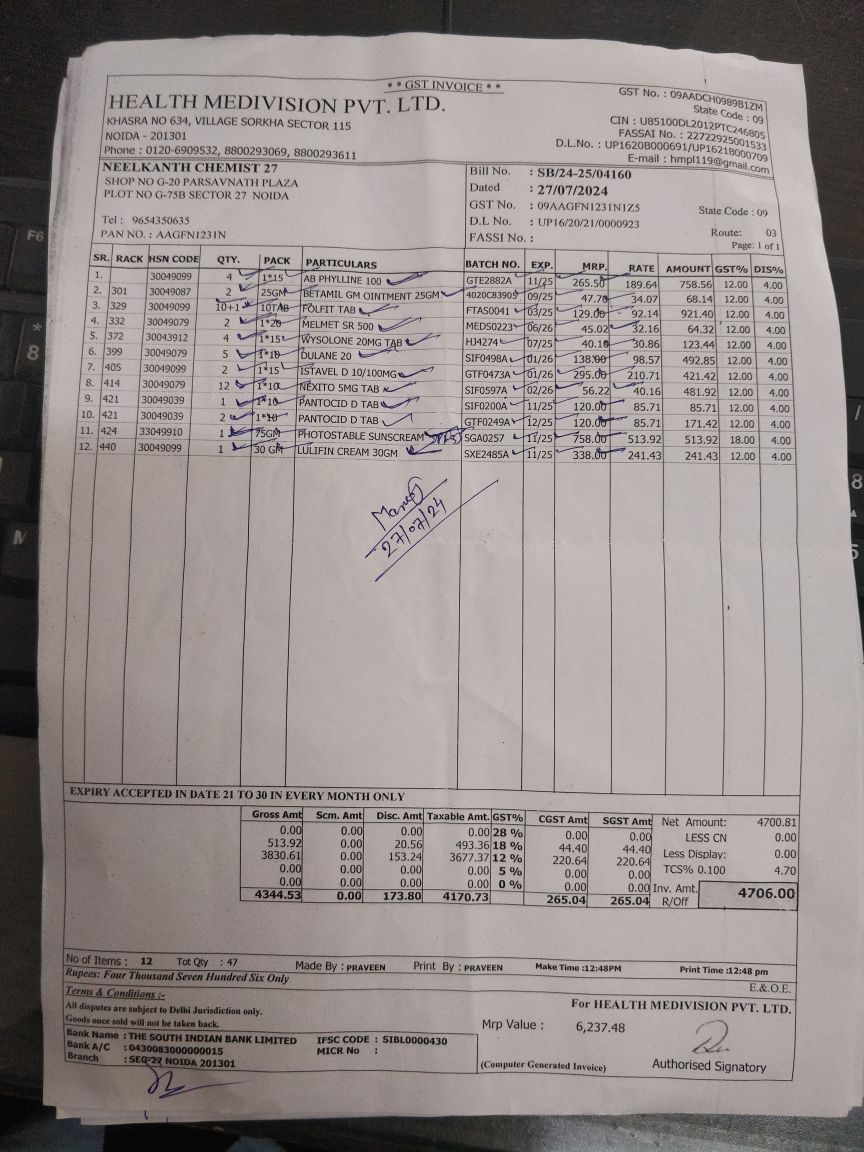 * * GST INVOICE * *
HEALTH MEDIVISION PVT. LTD.
KHASRA NO 634, VILLAGE SORKHA SECTOR 115
NOIDA - 201301
Phone : 0120-6909532, 8800293069, 8800293611
GST No. : 09AADCH0989B1ZM
State Code : 09
CIN : U85100DL2012PTC246805
FASSAI No. : 22722925001533
D.L.No. : UP1620B000691/UP1621B000709
E-mail : hmpl119@gmail.com
NEELKANTH CHEMIST 27
SHOP NO G-20 PARSAVNATH PLAZA
PLOT NO G-75B SECTOR 27 NOIDA
Tel : 9654350635
PAN NO. : AAGFN1231N
Bill No. : SB/24-25/04160
Dated : 27/07/2024
GST No. : 09AAGFN1231N1Z5 State Code : 09
D.L No. : UP16/20/21/0000923
FASSI No. : Route: 03
Page: 1 of 1
SR. RACK HSN CODE QTY. PACK PARTICULARS BATCH NO. EXP. MRP. RATE AMOUNT GST% DIS%
1. 30049099 4 1*15 AB PHYLLINE 100 GTE2882A 11/25 265.50 189.64 758.56 12.00 4.00
2. 301 30049087 2 25GM BETAMIL GM OINTMENT 25GM 4020C83905 09/25 47.70 34.07 68.14 12.00 4.00
3. 329 30049099 10+1 10TAB FOLFIT TAB FTAS0041 03/25 129.00 92.14 921.40 12.00 4.00
4. 332 30049079 2 1*20 MELMET SR 500 MEDS0223 06/26 45.02 32.16 64.32 12.00 4.00
5. 372 30043912 4 1*15 WYSOLONE 20MG TAB HJ4274 07/25 40.10 30.86 123.44 12.00 4.00
6. 399 30049079 5 1*10 DULANE 20 SIF0498A 01/26 138.00 98.57 492.85 12.00 4.00
7. 405 30049099 2 1*15 ISTAVEL D 10/100MG GTF0473A 01/26 295.00 210.71 421.42 12.00 4.00
8. 414 30049079 12 1*10 NEXITO 5MG TAB SIF0597A 02/26 56.22 40.16 481.92 12.00 4.00
9. 421 30049039 1 1*10 PANTOCID D TAB SIF0200A 11/25 120.00 85.71 85.71 12.00 4.00
10. 421 30049039 2 1*10 PANTOCID D TAB GTF0249A 12/25 120.00 85.71 171.42 12.00 4.00
11. 424 33049910 1 75GM PHOTOSTABLE SUNSCREAM SGA0257 11/25 758.00 513.92 513.92 18.00 4.00
12. 440 30049099 1 30 GM LULIFIN CREAM 30GM SXE2485A 11/25 338.00 241.43 241.43 12.00 4.00
27/07/24
EXPIRY ACCEPTED IN DATE 21 TO 30 IN EVERY MONTH ONLY
Gross Amt Scm. Amt Disc. Amt Taxable Amt. GST% CGST Amt SGST Amt
0.00 0.00 0.00 0.00 28 % 0.00 0.00
513.92 0.00 20.56 493.36 18 % 44.40 44.40
3830.61 0.00 153.24 3677.37 12 % 220.64 220.64
0.00 0.00 0.00 0.00 5 % 0.00 0.00
0.00 0.00 0.00 0.00 0 % 0.00 0.00
4344.53 0.00 173.80 4170.73 265.04 265.04
Net Amount: 4700.81
LESS CN 0.00
Less Display: 0.00
TCS% 0.100 4.70
Inv. Amt. 4706.00
R/Off
No of Items : 12 Tot Qty : 47 Made By : PRAVEEN Print By : PRAVEEN Make Time :12:48PM Print Time :12:48 pm
Rupees: Four Thousand Seven Hundred Six Only
E.&.O.E.
Terms & Conditions :-
All disputes are subject to Delhi Jurisdiction only.
Goods once sold will not be taken back.
Bank Name : THE SOUTH INDIAN BANK LIMITED IFSC CODE : SIBL0000430
Bank A/C : 0430083000000015 MICR No :
Branch : SEC-27 NOIDA 201301
For HEALTH MEDIVISION PVT. LTD.
Mrp Value : 6,237.48
(Computer Generated Invoice)
Authorised Signatory